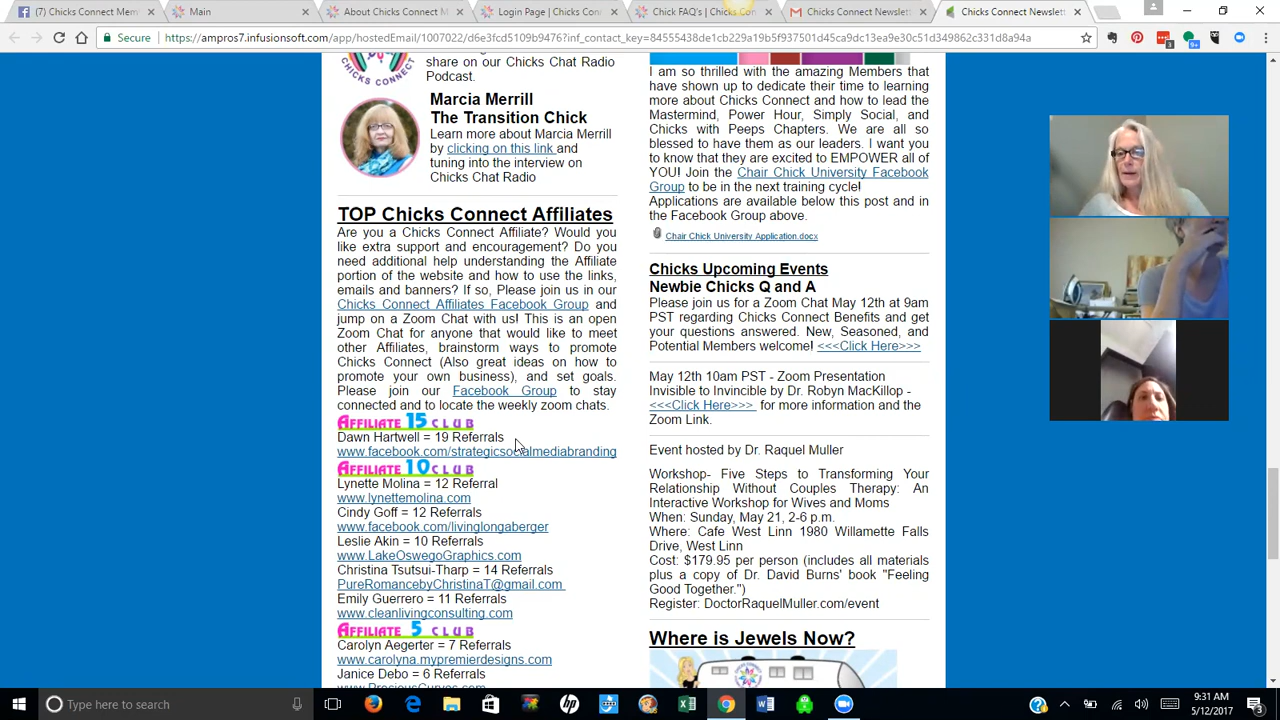 (7) Chicks Connect Mem
Main
About Chicks Connect M
Login Page | Chicks Con
Chick FAQ's | Chicks Con
Chicks Connect Newslett
Chicks Connect Newslett
Secure
https://ampros7.infusionsoft.com/app/hostedEmail/1007022/d6e3fcd5109b9476?inf_contact_key=84555438de1cb229a19b5f937501d45ca9dc13ea9e30c51d349862c331d8a94a
CHICKS CONNECT
share on our Chicks Chat Radio
Podcast.
Marcia Merrill
The Transition Chick
Learn more about Marcia Merrill
by clicking on this link and
tuning into the interview on
Chicks Chat Radio
TOP Chicks Connect Affiliates
Are you a Chicks Connect Affiliate? Would you
like extra support and encouragement? Do you
need additional help understanding the Affiliate
portion of the website and how to use the links,
emails and banners? If so, Please join us in our
Chicks Connect Affiliates Facebook Group and
jump on a Zoom Chat with us! This is an open
Zoom Chat for anyone that would like to meet
other Affiliates, brainstorm ways to promote
Chicks Connect (Also great ideas on how to
promote your own business), and set goals.
Please join our Facebook Group to stay
connected and to locate the weekly zoom chats.
AFFILIATE 15 CLUB
Dawn Hartwell = 19 Referrals
www.facebook.com/strategicsocialmediabranding
AFFILIATE 10 CLUB
Lynette Molina = 12 Referral
www.lynettemolina.com
Cindy Goff = 12 Referrals
www.facebook.com/livinglongaberger
Leslie Akin = 10 Referrals
www.LakeOswegoGraphics.com
Christina Tsutsui-Tharp = 14 Referrals
PureRomancebyChristinaT@gmail.com
Emily Guerrero = 11 Referrals
www.cleanlivingconsulting.com
AFFILIATE 5 CLUB
Carolyn Aegerter = 7 Referrals
www.carolyna.mypremierdesigns.com
Janice Debo = 6 Referrals
www.PreciousCurves.com
I am so thrilled with the amazing Members that
have shown up to dedicate their time to learning
more about Chicks Connect and how to lead the
Mastermind, Power Hour, Simply Social, and
Chicks with Peeps Chapters. We are all so
blessed to have them as our leaders. I want you
to know that they are excited to EMPOWER all of
YOU! Join the Chair Chick University Facebook
Group to be in the next training cycle!
Applications are available below this post and in
the Facebook Group above.
Chair Chick University Application.docx
Chicks Upcoming Events
Newbie Chicks Q and A
Please join us for a Zoom Chat May 12th at 9am
PST regarding Chicks Connect Benefits and get
your questions answered. New, Seasoned, and
Potential Members welcome! <<<Click Here>>>
May 12th 10am PST - Zoom Presentation
Invisible to Invincible by Dr. Robyn MacKillop -
<<<Click Here>>> for more information and the
Zoom Link.
Event hosted by Dr. Raquel Muller
Workshop- Five Steps to Transforming Your
Relationship Without Couples Therapy: An
Interactive Workshop for Wives and Moms
When: Sunday, May 21, 2-6 p.m.
Where: Cafe West Linn 1980 Willamette Falls
Drive, West Linn
Cost: $179.95 per person (includes all materials
plus a copy of Dr. David Burns' book "Feeling
Good Together.")
Register: DoctorRaquelMuller.com/event
Where is Jewels Now?
Type here to search
9:31 AM
5/12/2017